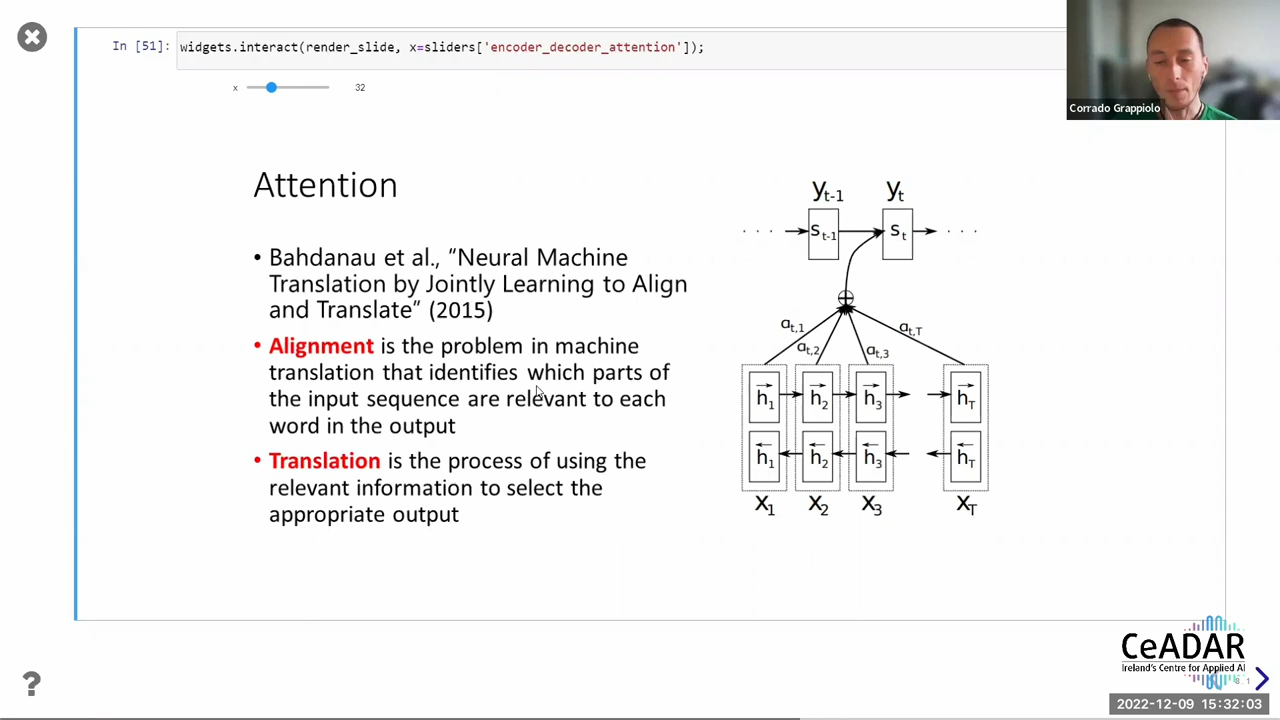 In [51]: widgets.interact(render_slide, x=sliders['encoder_decoder_attention']);
x 32
Corrado Grappiolo
Attention
• Bahdanau et al., “Neural Machine
Translation by Jointly Learning to Align
and Translate” (2015)
• Alignment is the problem in machine
translation that identifies which parts of
the input sequence are relevant to each
word in the output
• Translation is the process of using the
relevant information to select the
appropriate output
yt-1 yt
. . . st-1 st . . .
at,1 at,2 at,3 at,T
h1 h2 h3 hT
h1 h2 h3 hT
x1 x2 x3 xT
CeADAR
Ireland's Centre for Applied AI
8.1
?
2022-12-09 15:32:03